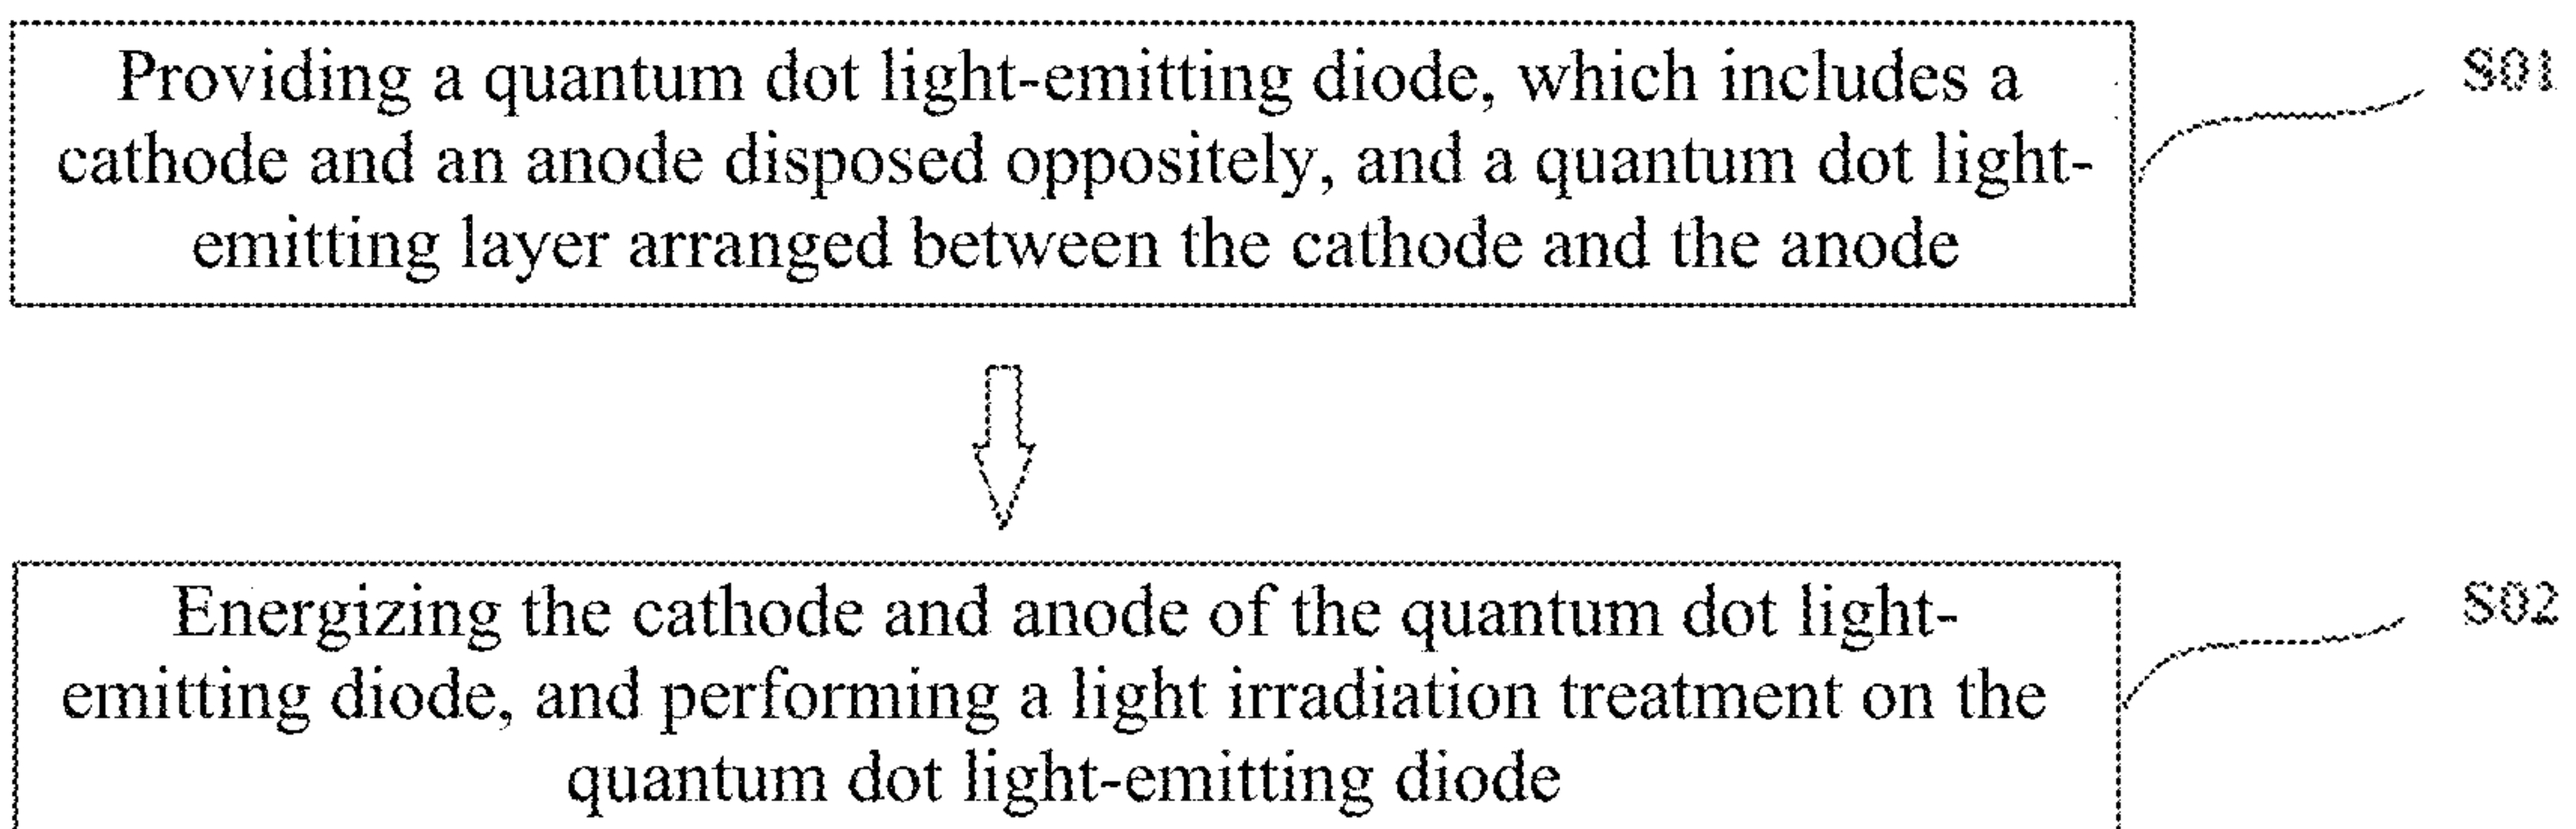 Providing a quantum dot light-emitting diode, which includes a
cathode and an anode disposed oppositely, and a quantum dot light-
emitting layer arranged between the cathode and the anode
S01
Energizing the cathode and anode of the quantum dot light-
emitting diode, and performing a light irradiation treatment on the
quantum dot light-emitting diode
S02